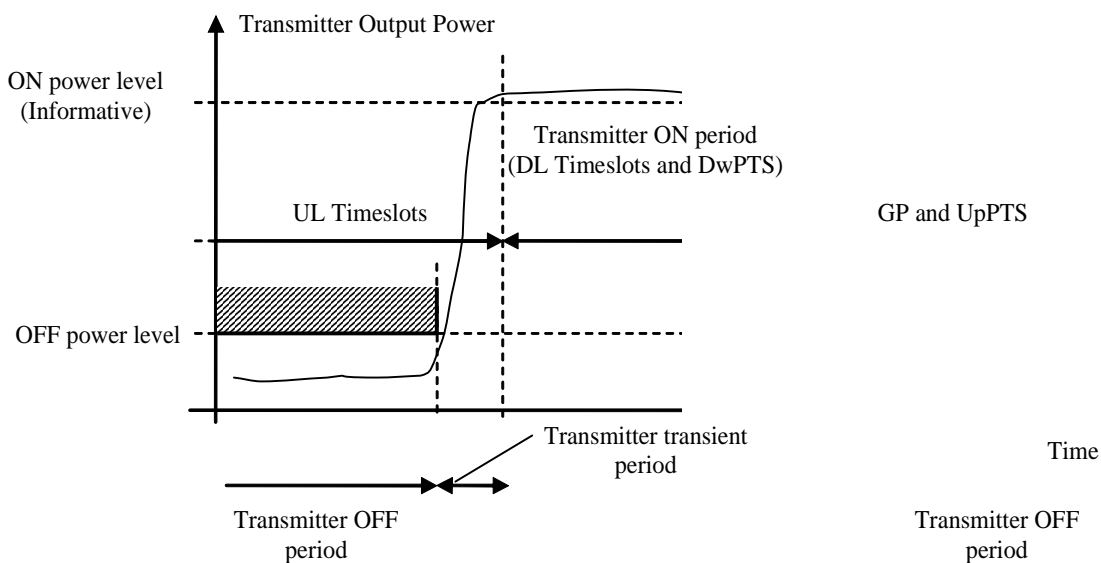 Transmitter Output Power
ON power level
(Informative)
Transmitter ON period
(DL Timeslots and DwPTS)
UL Timeslots
GP and UpPTS
OFF power level
Transmitter transient
period
Time
Transmitter OFF
period
Transmitter OFF
period